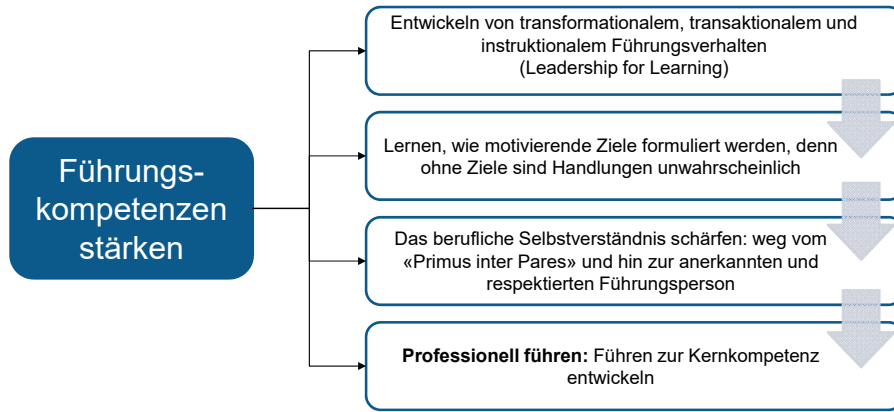 Führungs-
kompetenzen
stärken
Entwickeln von transformationalem, transaktionalem und
instruktionalem Führungsverhalten
(Leadership for Learning)
Lernen, wie motivierende Ziele formuliert werden, denn
ohne Ziele sind Handlungen unwahrscheinlich
Das berufliche Selbstverständnis schärfen: weg vom
«Primus inter Pares» und hin zur anerkannten und
respektierten Führungsperson
Professionell führen: Führen zur Kernkompetenz
entwickeln